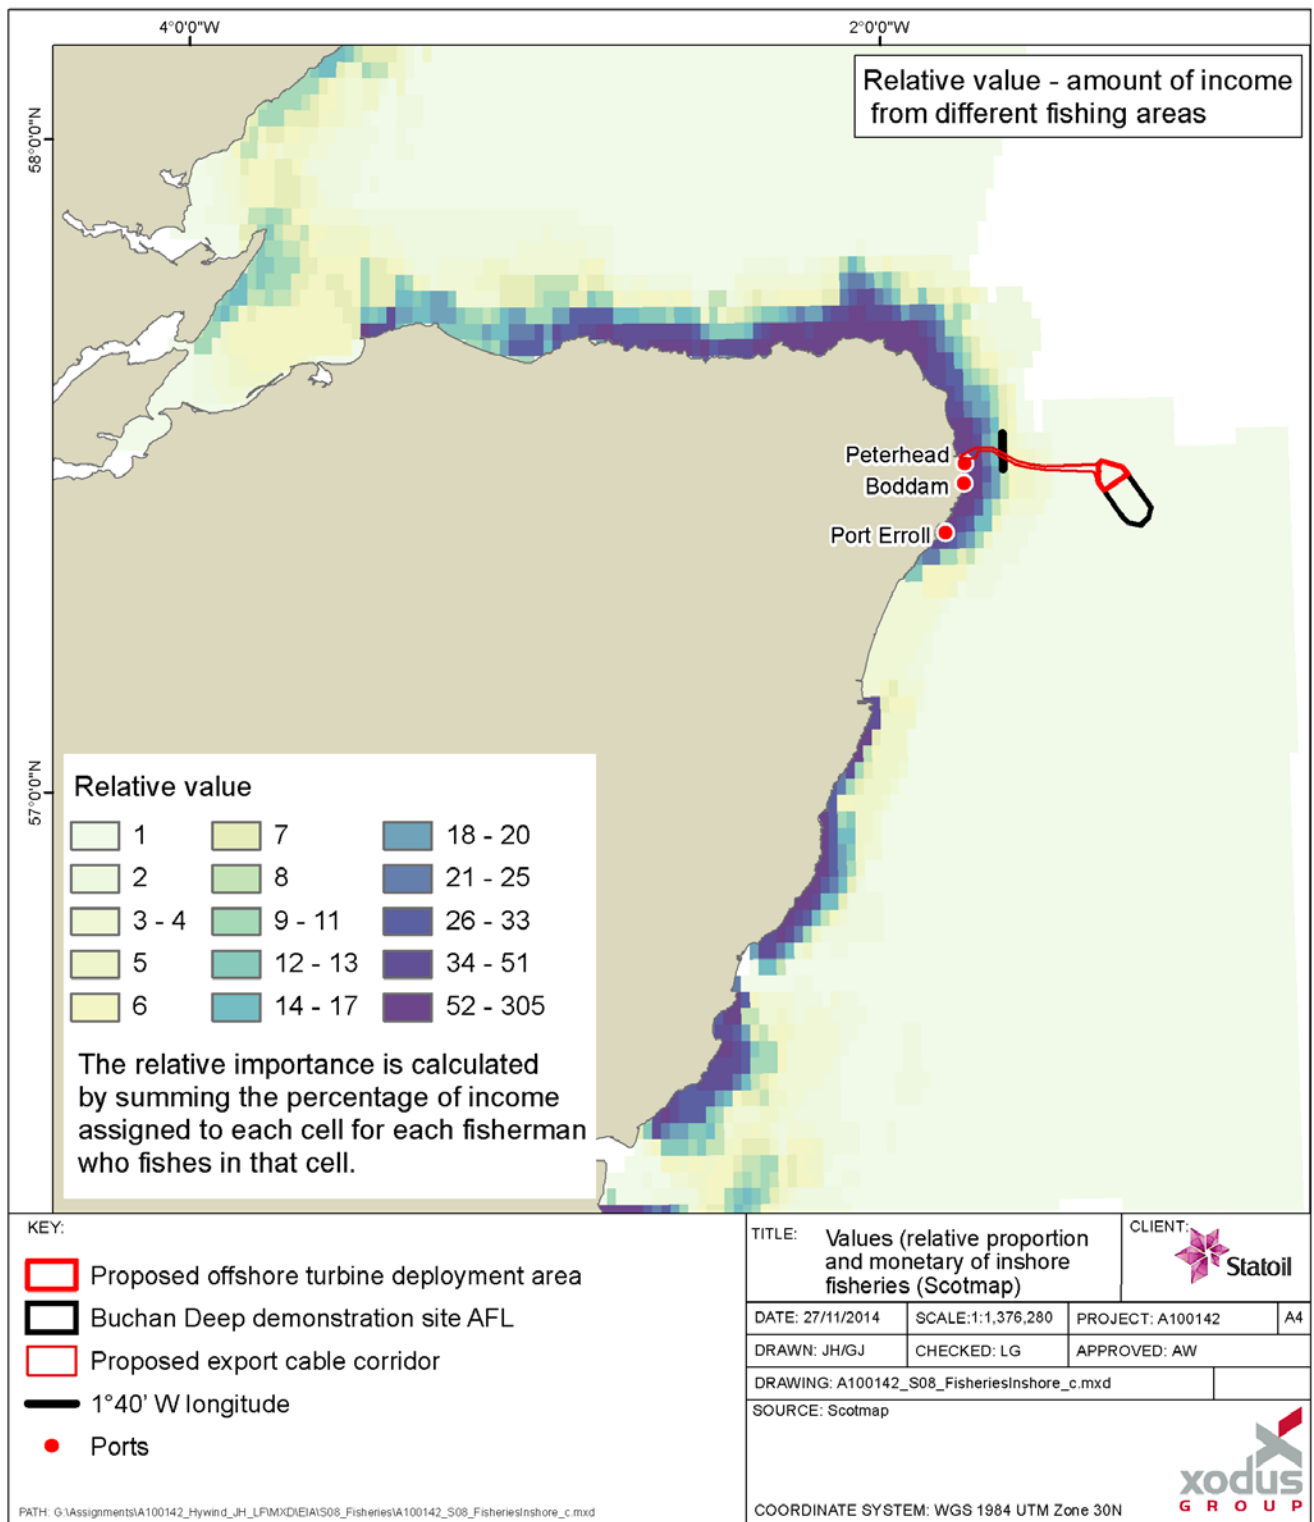 4°0'0"W
2°0'0"W
Relative value - amount of income
from different fishing areas
58°0'0"N
57°0'0"N
Peterhead
Boddam
Port Erroll
Relative value
1
2
3 - 4
5
6
7
8
9 - 11
12 - 13
14 - 17
18 - 20
21 - 25
26 - 33
34 - 51
52 - 305
The relative importance is calculated
by summing the percentage of income
assigned to each cell for each fisherman
who fishes in that cell.
KEY:
Proposed offshore turbine deployment area
Buchan Deep demonstration site AFL
Proposed export cable corridor
1°40' W longitude
Ports
PATH: G:\Assignments\A100142_Hywind_JH_LF\MXD\EIA\S08_Fisheries\A100142_S08_FisheriesInshore_c.mxd
TITLE: Values (relative proportion
and monetary of inshore
fisheries (Scotmap)
CLIENT:
Statoil
DATE: 27/11/2014
SCALE:1:1,376,280
PROJECT: A100142
A4
DRAWN: JH/GJ
CHECKED: LG
APPROVED: AW
DRAWING: A100142_S08_FisheriesInshore_c.mxd
SOURCE: Scotmap
COORDINATE SYSTEM: WGS 1984 UTM Zone 30N
xodus
GROUP